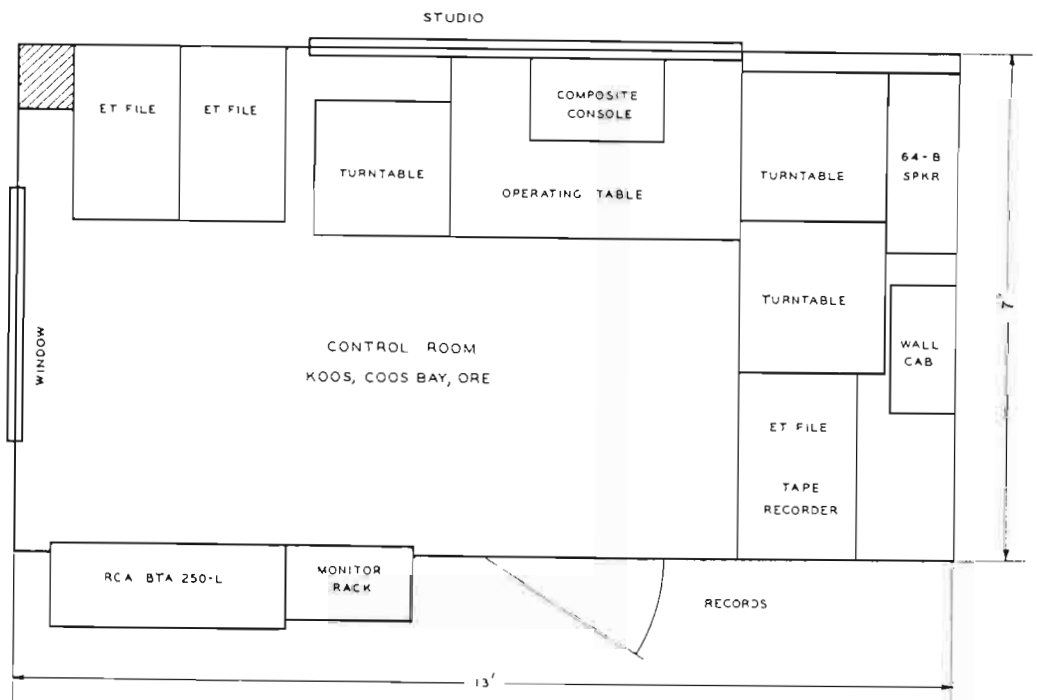 STUDIO
ET FILE
ET FILE
TURNTABLE
COMPOSITE
CONSOLE
OPERATING TABLE
TURNTABLE
64-B
SPKR
TURNTABLE
WALL
CAB
7'
WINDOW
CONTROL ROOM
KOOS, COOS BAY, ORE
ET FILE
TAPE
RECORDER
RCA BTA 250-L
MONITOR
RACK
RECORDS
13'